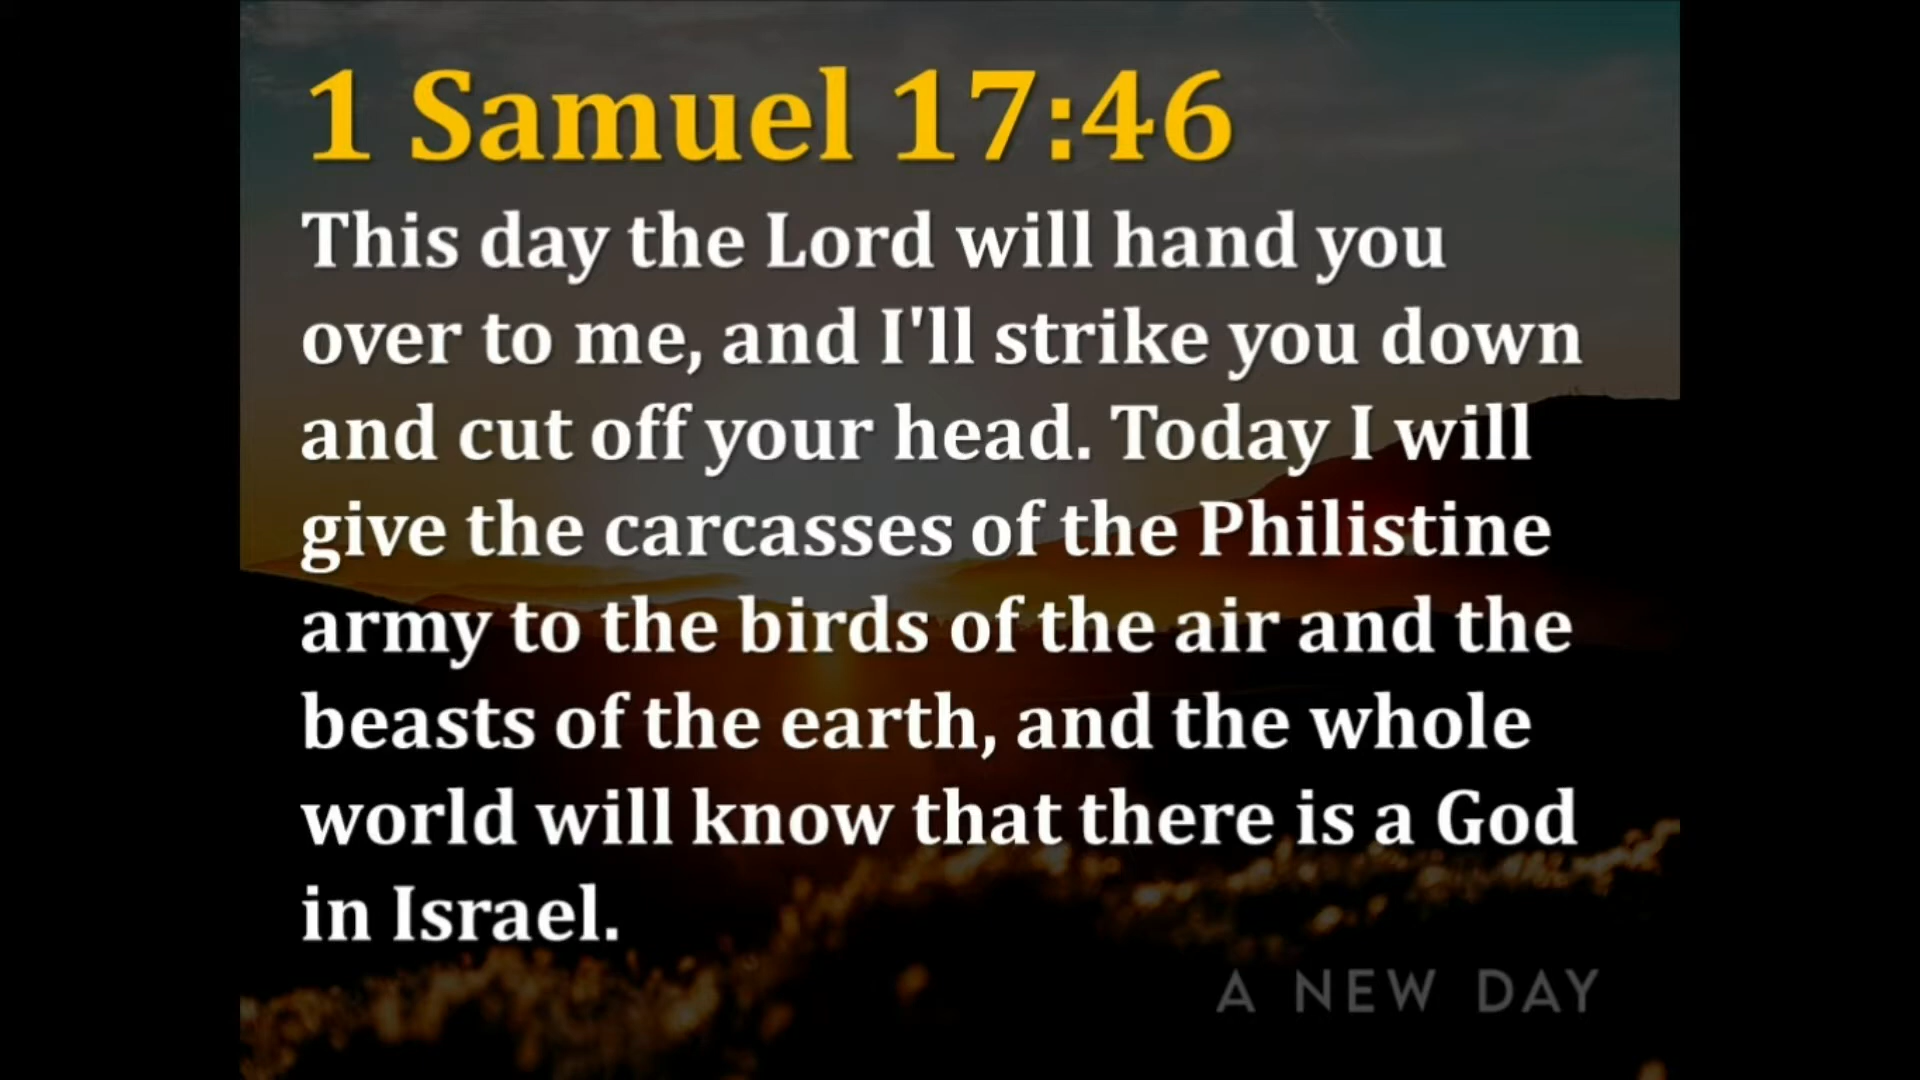 1 Samuel 17:46
This day the Lord will hand you
over to me, and I'll strike you down
and cut off your head. Today I will
give the carcasses of the Philistine
army to the birds of the air and the
beasts of the earth, and the whole
world will know that there is a God
in Israel.
A NEW DAY